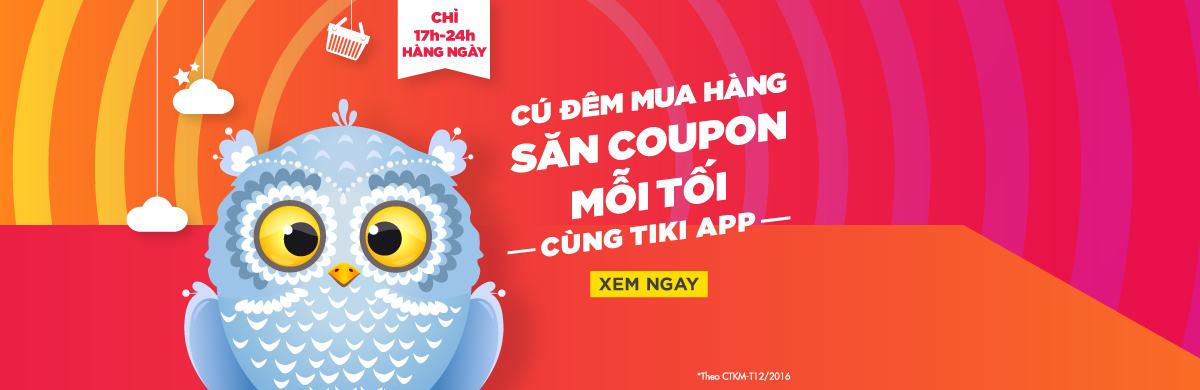 CHỈ
17h-24h
HÀNG NGÀY
CÚ ĐÊM MUA HÀNG
SĂN COUPON
MỖI TỐI
— CÙNG TIKI APP —
XEM NGAY
*Theo CTKM-T12/2016